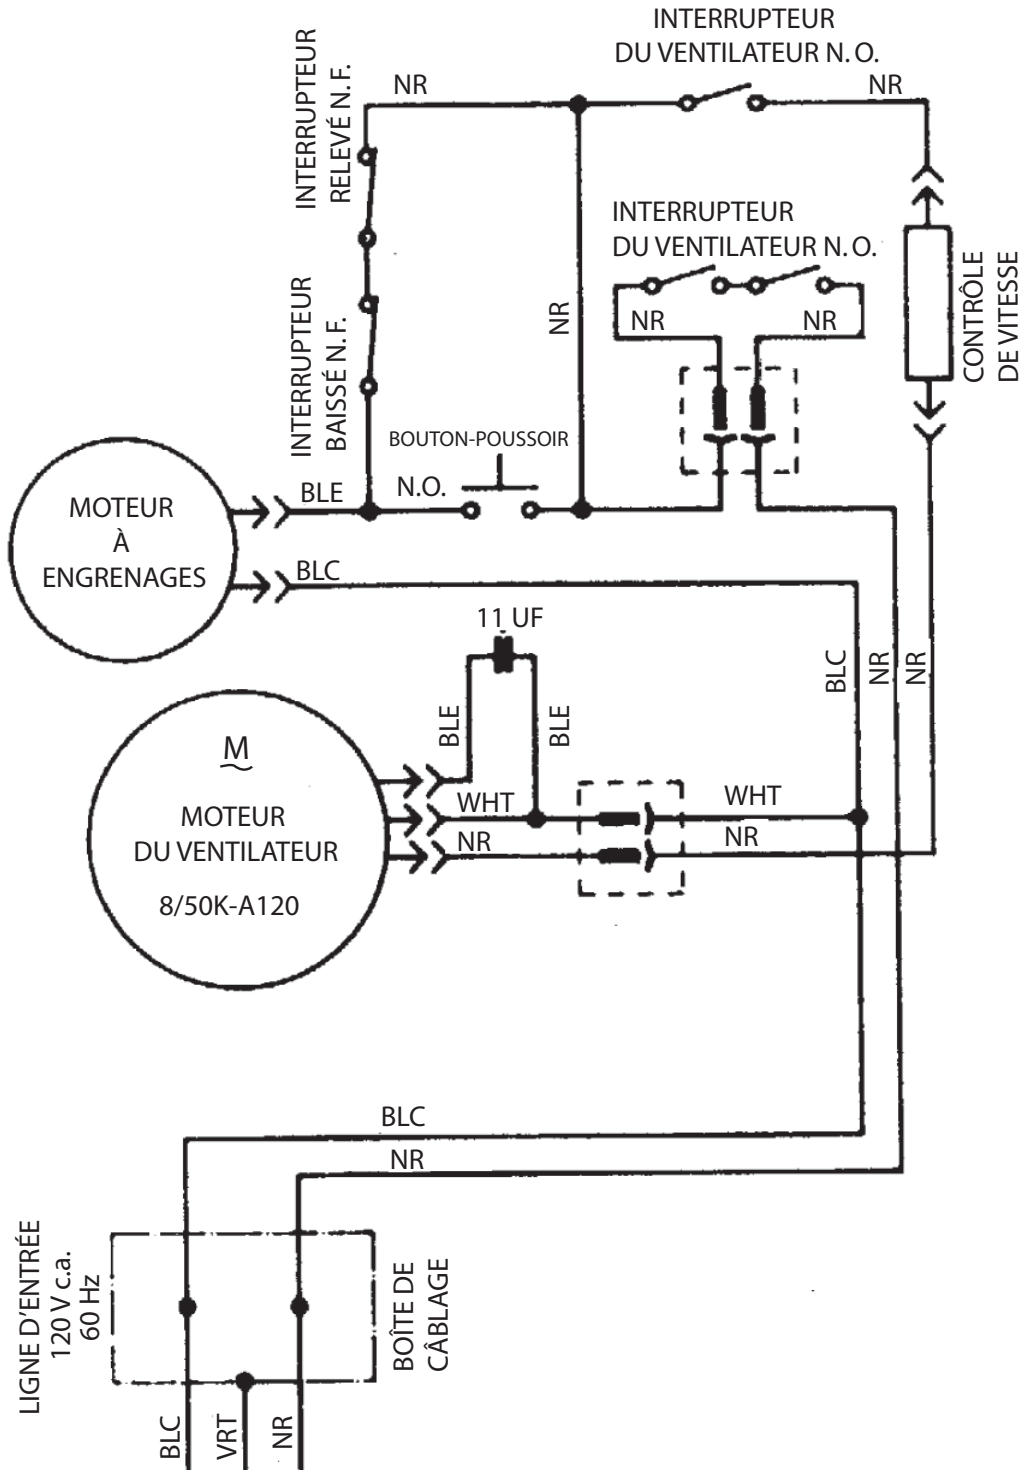 INTERRUPTEUR
DU VENTILATEUR N. O.
INTERRUPTEUR
RELEVÉ N. F.
NR
NR
INTERRUPTEUR
DU VENTILATEUR N. O.
NR
NR
NR
CONTRÔLE
DE VITESSE
INTERRUPTEUR
BAISSÉ N. F.
BOUTON-POUSSOIR
N.O.
BLE
MOTEUR
À
ENGRENAGES
BLC
11 UF
BLE
BLE
BLC
NR
NR
M
MOTEUR
DU VENTILATEUR
8/50K-A120
WHT
NR
WHT
NR
BLC
NR
LIGNE D'ENTRÉE
120 V c.a.
60 Hz
BOÎTE DE
CÂBLAGE
BLC
VRT
NR